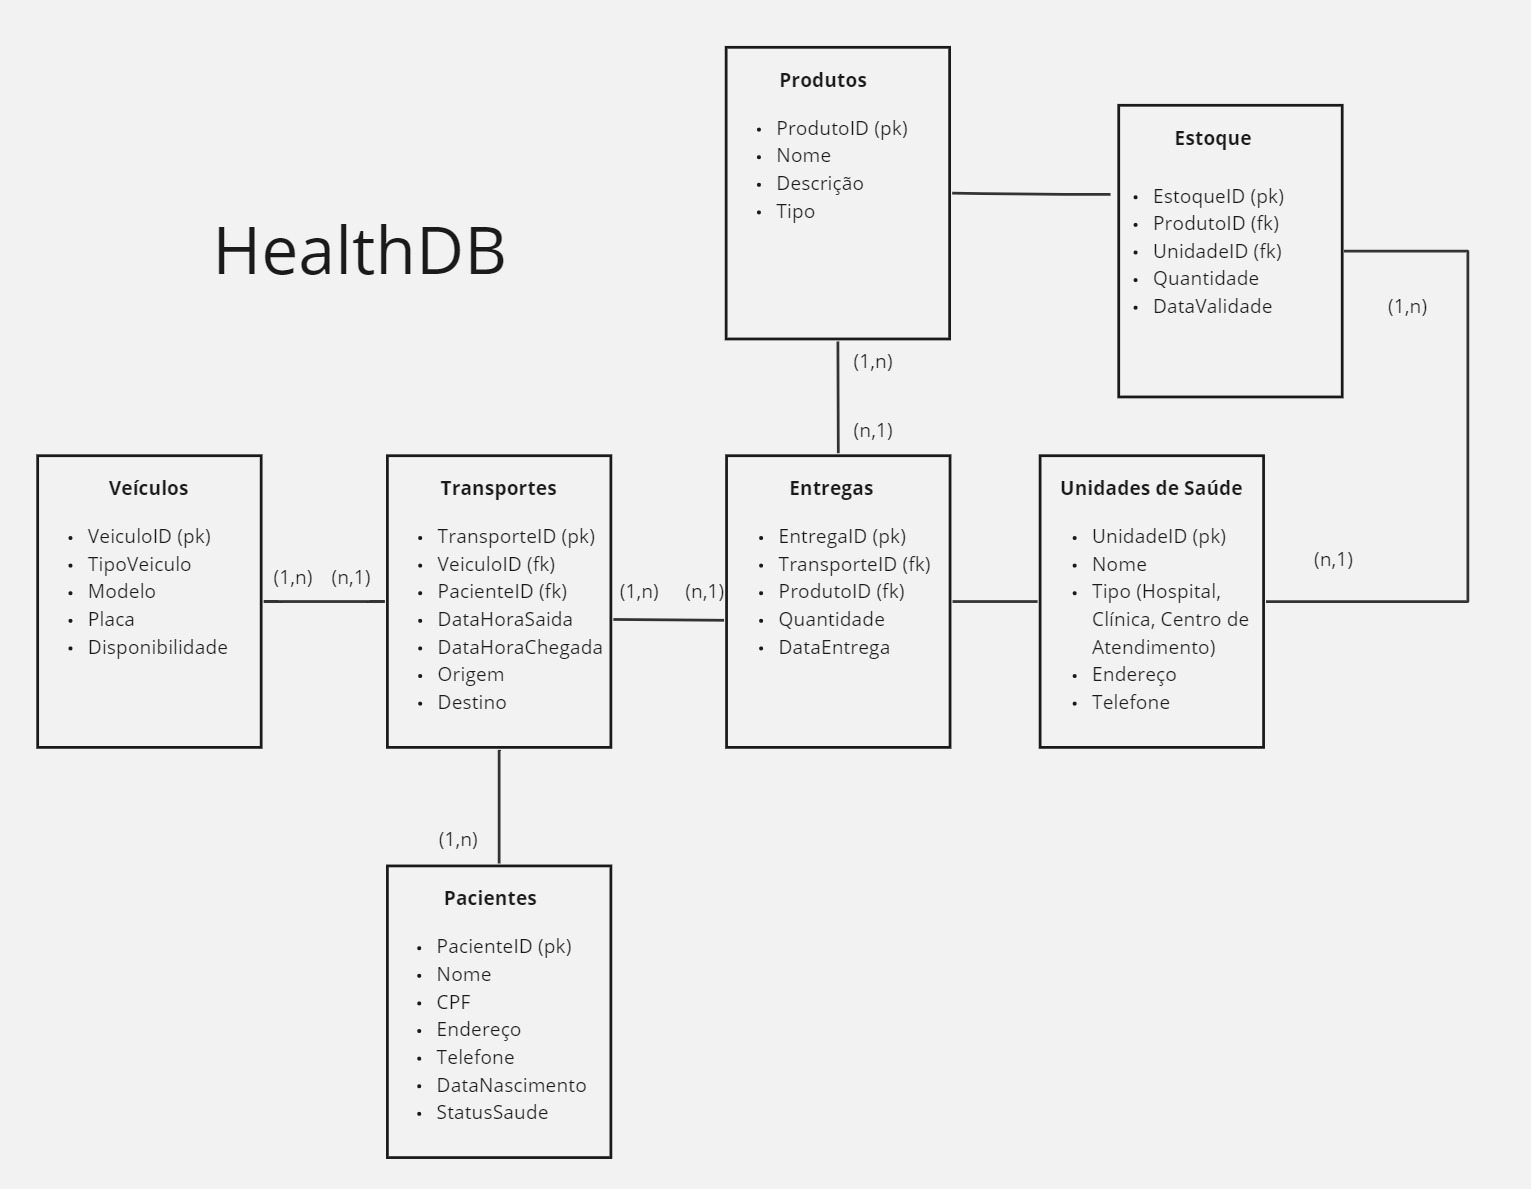 HealthDB
Produtos
• ProdutoID (pk)
• Nome
• Descrição
• Tipo
Estoque
• EstoqueID (pk)
• ProdutoID (fk)
• UnidadeID (fk)
• Quantidade
• DataValidade
(1,n)
(1,n)
(n,1)
Veículos
• VeiculoID (pk)
• TipoVeiculo
• Modelo
• Placa
• Disponibilidade
(1,n) (n,1)
Transportes
• TransporteID (pk)
• VeiculoID (fk)
• PacienteID (fk)
• DataHoraSaida
• DataHoraChegada
• Origem
• Destino
(1,n) (n,1)
Entregas
• EntregaID (pk)
• TransporteID (fk)
• ProdutoID (fk)
• Quantidade
• DataEntrega
Unidades de Saúde
• UnidadeID (pk)
• Nome
• Tipo (Hospital,
Clínica, Centro de
Atendimento)
• Endereço
• Telefone
(n,1)
(1,n)
Pacientes
• PacienteID (pk)
• Nome
• CPF
• Endereço
• Telefone
• DataNascimento
• StatusSaude